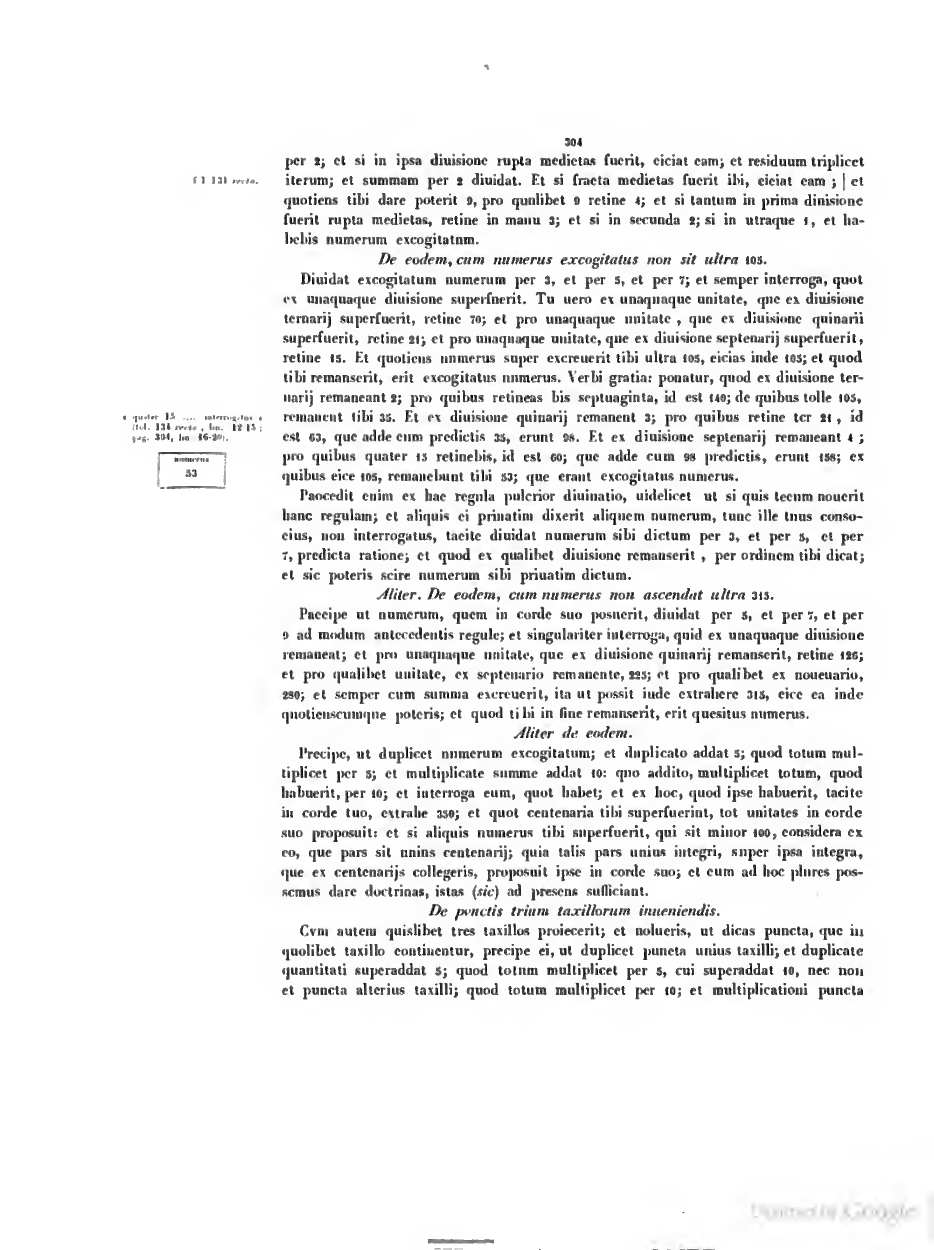 304
per 2; et si in ipsa diuisione rupta medietas fuerit, eiciat eam; et residuum triplicet
f 1 131 recto.
iterum; et summam per 2 diuidat. Et si fracta medietas fuerit ibi, eiciat eam ; | et
quotiens tibi dare poterit 9, pro qunlibet 9 retine 4; et si tantum in prima diuisione
fuerit rupta medietas, retine in manu 3; et si in secunda 2; si in utraque 1, et ha-
bebis numerum excogitatum.
De eodem, cum numerus excogitatus non sit ultra 105.
Diuidat excogitatum numerum per 3, et per 5, et per 7; et semper interroga, quot
ex unaquaque diuisione superfuerit. Tu uero ex unaquaque unitate, que ex diuisione
ternarij superfuerit, retine 70; et pro unaquaque unitate , que ex diuisione quinarii
superfuerit, retine 21; et pro unaquaque unitate, que ex diuisione septenarij superfuerit,
retine 15. Et quotiens numerus super excreuerit tibi ultra 105, eicias inde 105; et quod
tibi remanserit, erit excogitatus numerus. Verbi gratia: ponatur, quod ex diuisione ter-
narij remaneant 2; pro quibus retineas bis septuaginta, id est 140; de quibus tolle 105,
« quater 15 .... interrogatus »
(fol. 134 recto , lin. 12-15 ;
pag. 304, lin. 16-20).
remanent tibi 35. Et ex diuisione quinarij remanent 3; pro quibus retine ter 21 , id
est 63, que adde cum predictis 35, erunt 98. Et ex diuisione septenarij remaneant 4 ;
numerus
53
pro quibus quater 15 retinebis, id est 60; que adde cum 98 predictis, erunt 158; ex
quibus eice 105, remanebunt tibi 53; que erant excogitatus numerus.
Paocedit enim ex hac regula pulcrior diuinatio, uidelicet ut si quis tecum nouerit
hanc regulam; et aliquis ei priuatim dixerit aliquem numerum, tunc ille tuus conso-
cius, non interrogatus, tacite diuidat numerum sibi dictum per 3, et per 5, et per
7, predicta ratione; et quod ex qualibet diuisione remanserit , per ordinem tibi dicat;
et sic poteris scire numerum sibi priuatim dictum.
Aliter. De eodem, cum numerus non ascendat ultra 315.
Paecipe ut numerum, quem in corde suo posuerit, diuidat per 5, et per 7, et per
9 ad modum antecedentis regule; et singulariter interroga, quid ex unaquaque diuisione
remaneat; et pro unaquaque unitate, que ex diuisione quinarij remanserit, retine 126;
et pro qualibet unitate, ex septenario remanente, 225; et pro qualibet ex noueuario,
280; et semper cum summa excreuerit, ita ut possit inde extrahere 315, eice ea inde
quotienscumque poteris; et quod tibi in fine remanserit, erit quesitus numerus.
Aliter de eodem.
Precipe, ut duplicet numerum excogitatum; et duplicato addat 5; quod totum mul-
tiplicet per 5; et multiplicate summe addat 10: quo addito, multiplicet totum, quod
habuerit, per 10; et interroga eum, quot habet; et ex hoc, quod ipse habuerit, tacite
in corde tuo, extrahe 350; et quot centenaria tibi superfuerint, tot unitates in corde
suo proposuit: et si aliquis numerus tibi superfuerit, qui sit minor 100, considera ex
eo, que pars sit unius centenarij; quia talis pars unius integri, super ipsa integra,
que ex centenarijs collegeris, proposuit ipse in corde suo; et cum ad hoc plures pos-
semus dare doctrinas, istas (sic) ad presens sufficiant.
De pvnctis trium taxillorum inueniendis.
Cvm autem quislibet tres taxillos proiecerit; et nolueris, ut dicas puncta, que in
quolibet taxillo continentur, precipe ei, ut duplicet puncta unius taxilli; et duplicate
quantitati superaddat 5; quod totum multiplicet per 5, cui superaddat 10, nec non
et puncta alterius taxilli; quod totum multiplicet per 10; et multiplicationi puncta
Google